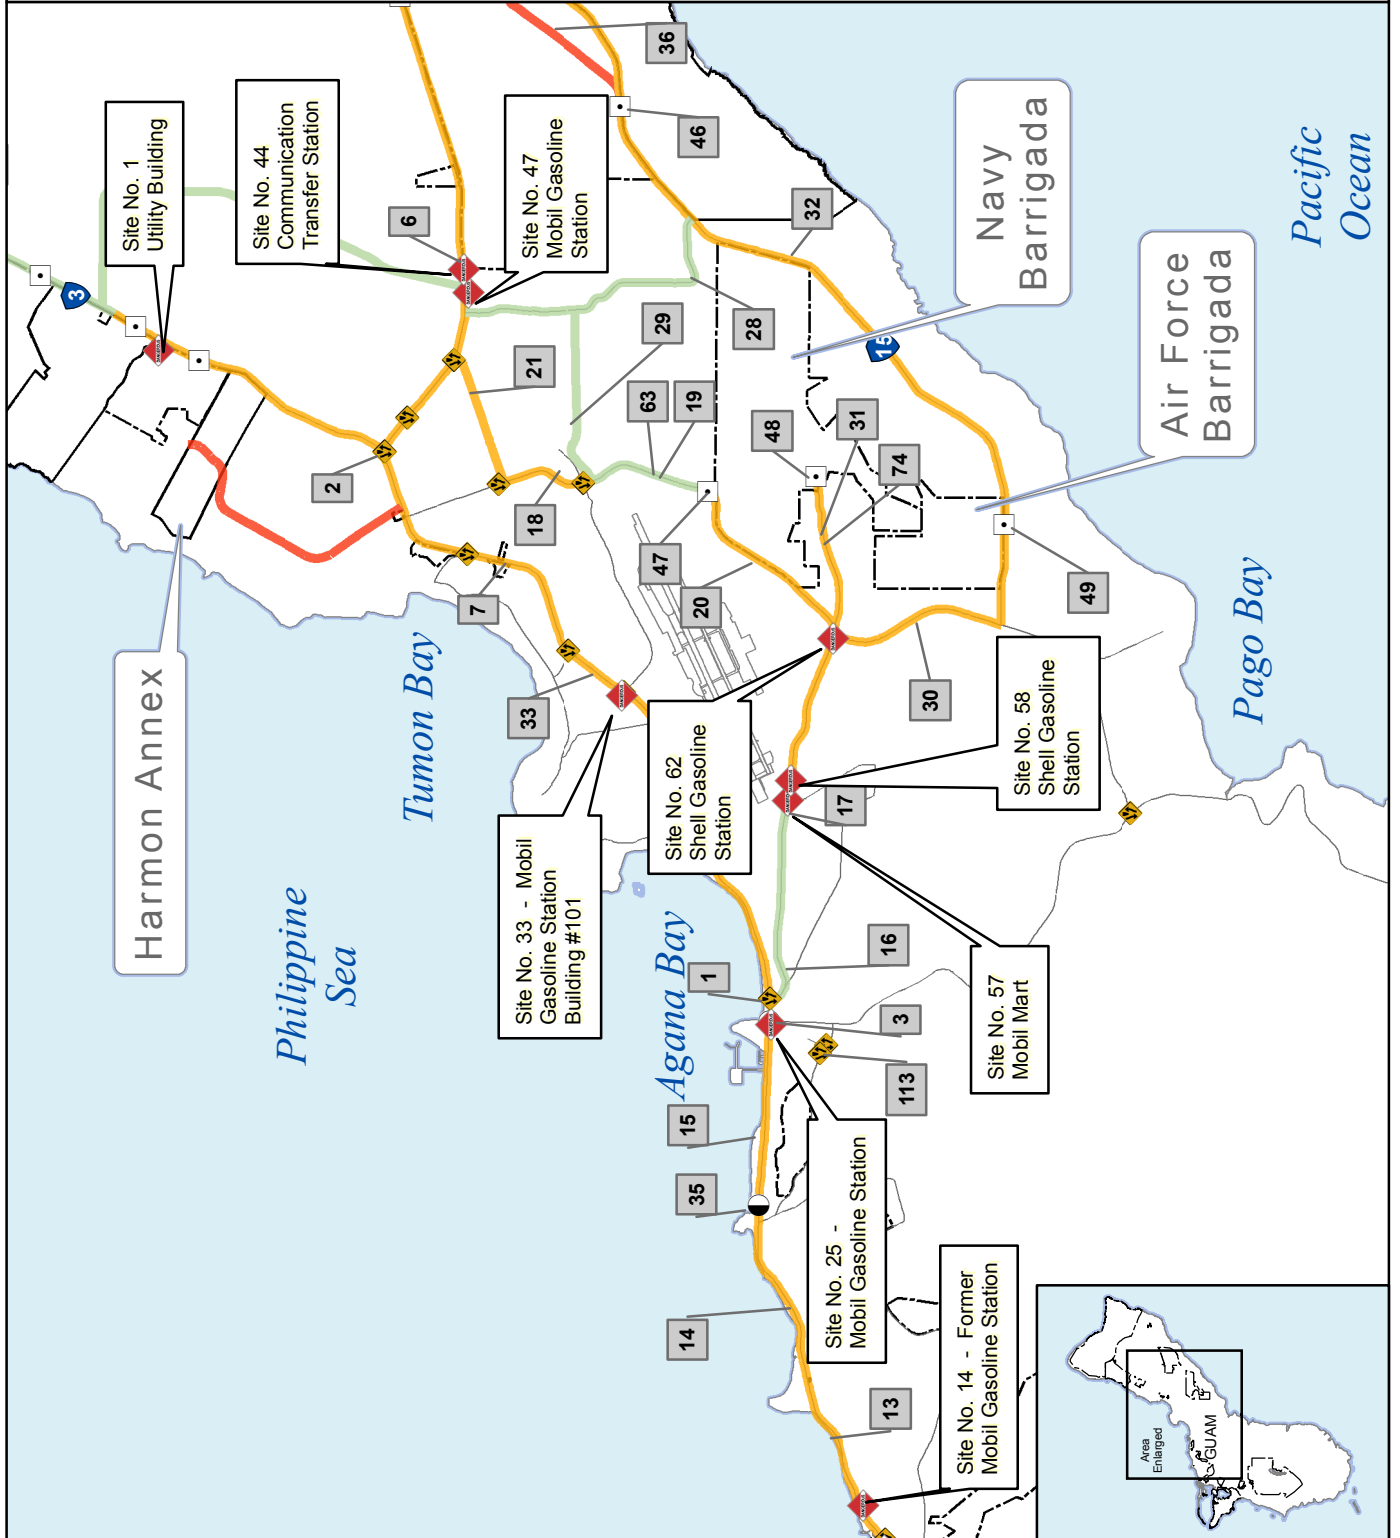 3
Site No. 1
Utility Building
Harmon Annex
Site No. 44
Communication
Transfer Station
Philippine
Sea
2
6
Tumon Bay
7
Site No. 47
Mobil Gasoline
Station
Site No. 33 - Mobil
Gasoline Station
Building #101
33
18
21
36
Agana Bay
Site No. 62
Shell Gasoline
Station
14
35
15
1
47
20
63
19
29
46
28
48
Site No. 25 -
Mobil Gasoline Station
17
31
32
13
113
3
16
30
74
15
Site No. 14 - Former
Mobil Gasoline Station
Site No. 57
Mobil Mart
Site No. 58
Shell Gasoline
Station
49
Navy
Barrigada
Air Force
Barrigada
Pago Bay
Pacific
Ocean
Area
Enlarged
GUAM